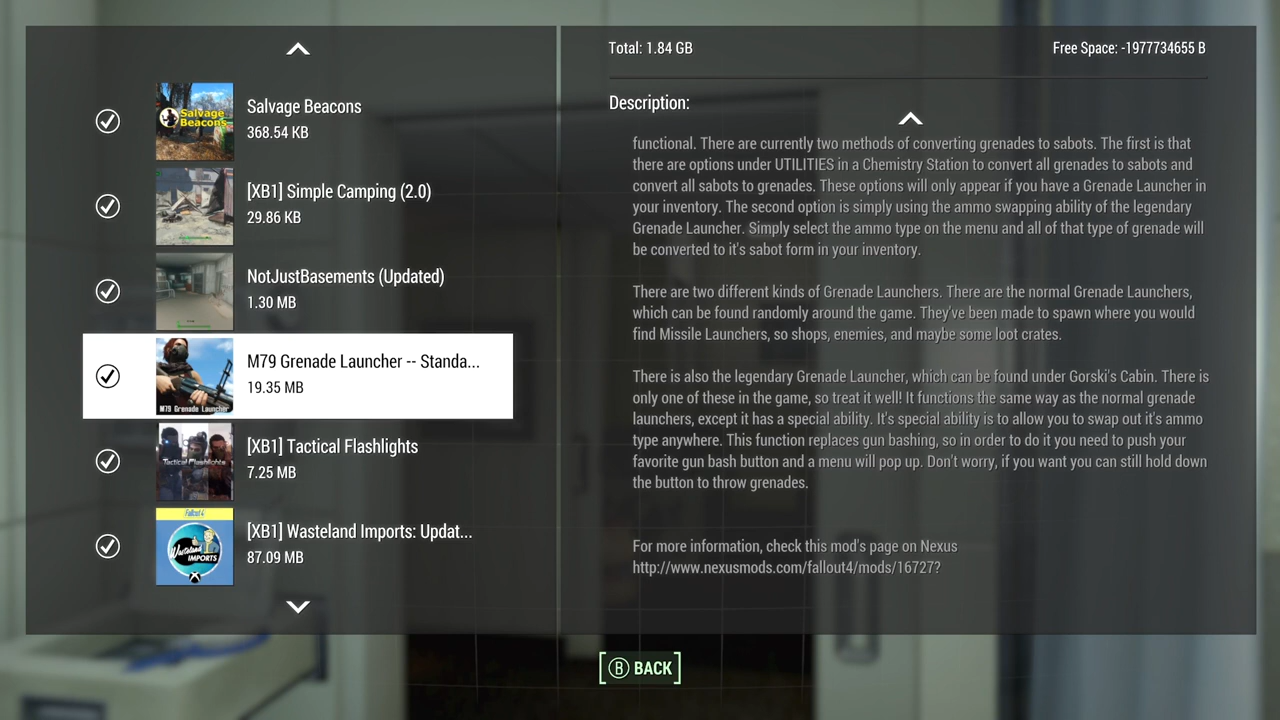 Total: 1.84 GB
Free Space: -1977734655 B
Salvage Beacons
368.54 KB
Salvage
Beacons
[XB1] Simple Camping (2.0)
29.86 KB
NotJustBasements (Updated)
1.30 MB
M79 Grenade Launcher -- Standa...
19.35 MB
M79 Grenade Launcher
[XB1] Tactical Flashlights
7.25 MB
Tactical Flashlights
[XB1] Wasteland Imports: Updat...
87.09 MB
Fallout 4
Wasteland
IMPORTS
Description:
functional. There are currently two methods of converting grenades to sabots. The first is that
there are options under UTILITIES in a Chemistry Station to convert all grenades to sabots and
convert all sabots to grenades. These options will only appear if you have a Grenade Launcher in
your inventory. The second option is simply using the ammo swapping ability of the legendary
Grenade Launcher. Simply select the ammo type on the menu and all of that type of grenade will
be converted to it's sabot form in your inventory.
There are two different kinds of Grenade Launchers. There are the normal Grenade Launchers,
which can be found randomly around the game. They've been made to spawn where you would
find Missile Launchers, so shops, enemies, and maybe some loot crates.
There is also the legendary Grenade Launcher, which can be found under Gorski's Cabin. There is
only one of these in the game, so treat it well! It functions the same way as the normal grenade
launchers, except it has a special ability. It's special ability is to allow you to swap out it's ammo
type anywhere. This function replaces gun bashing, so in order to do it you need to push your
favorite gun bash button and a menu will pop up. Don't worry, if you want you can still hold down
the button to throw grenades.
For more information, check this mod's page on Nexus
http://www.nexusmods.com/fallout4/mods/16727?
B BACK